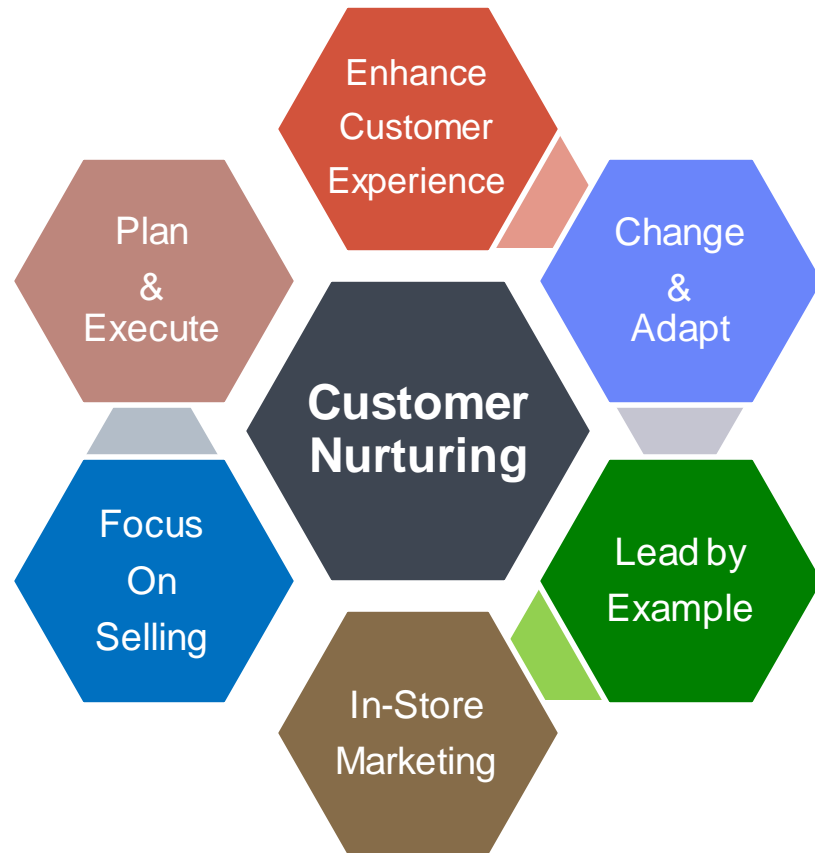 Enhance
Customer
Experience
Plan
&
Execute
Change
&
Adapt
Customer
Nurturing
Focus
On
Selling
Lead by
Example
In-Store
Marketing